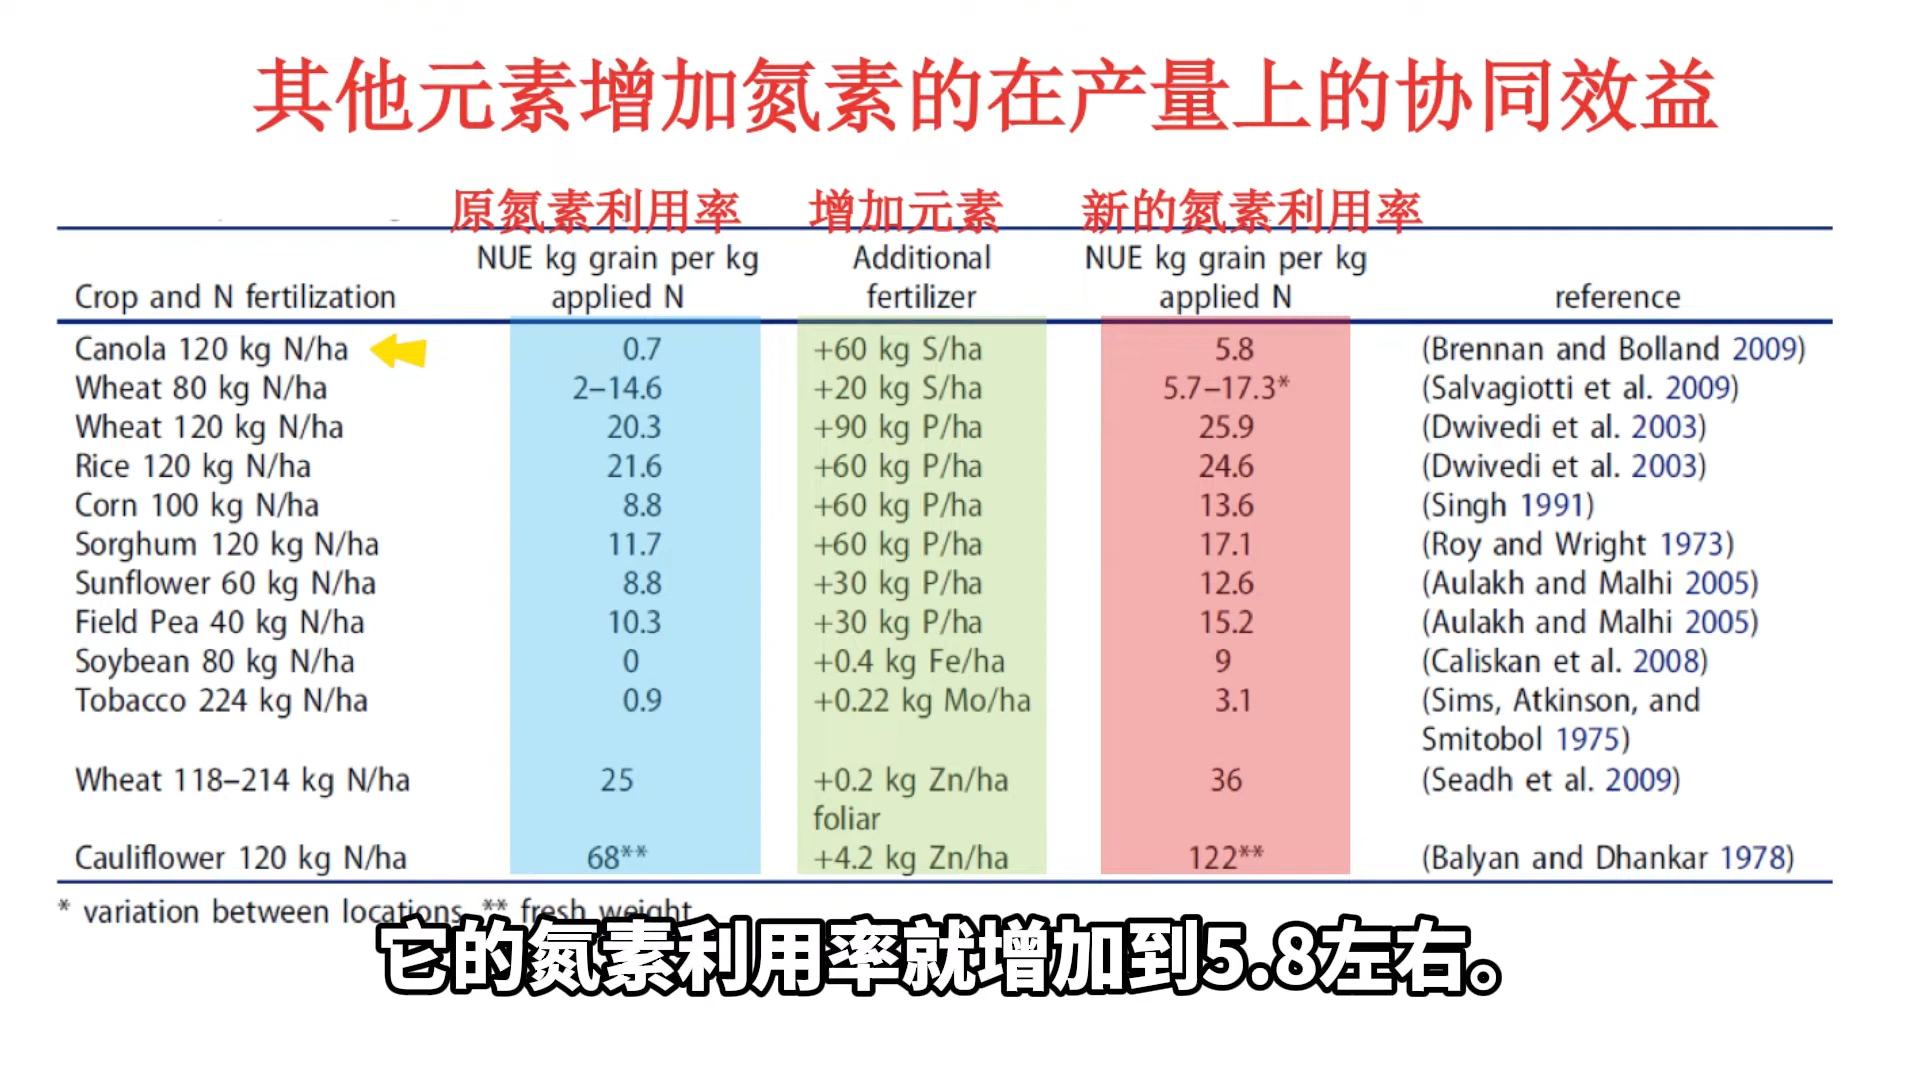 其他元素增加氮素的在产量上的协同效益
原氮素利用率 增加元素 新的氮素利用率
NUE kg grain per kg Additional NUE kg grain per kg
Crop and N fertilization applied N fertilizer applied N reference
Canola 120 kg N/ha 0.7 +60 kg S/ha 5.8 (Brennan and Bolland 2009)
Wheat 80 kg N/ha 2–14.6 +20 kg S/ha 5.7–17.3* (Salvagiotti et al. 2009)
Wheat 120 kg N/ha 20.3 +90 kg P/ha 25.9 (Dwivedi et al. 2003)
Rice 120 kg N/ha 21.6 +60 kg P/ha 24.6 (Dwivedi et al. 2003)
Corn 100 kg N/ha 8.8 +60 kg P/ha 13.6 (Singh 1991)
Sorghum 120 kg N/ha 11.7 +60 kg P/ha 17.1 (Roy and Wright 1973)
Sunflower 60 kg N/ha 8.8 +30 kg P/ha 12.6 (Aulakh and Malhi 2005)
Field Pea 40 kg N/ha 10.3 +30 kg P/ha 15.2 (Aulakh and Malhi 2005)
Soybean 80 kg N/ha 0 +0.4 kg Fe/ha 9 (Caliskan et al. 2008)
Tobacco 224 kg N/ha 0.9 +0.22 kg Mo/ha 3.1 (Sims, Atkinson, and
Smitobol 1975)
Wheat 118–214 kg N/ha 25 +0.2 kg Zn/ha 36 (Seadh et al. 2009)
foliar
Cauliflower 120 kg N/ha 68** +4.2 kg Zn/ha 122** (Balyan and Dhankar 1978)
* variation between locations, ** fresh weight
它的氮素利用率就增加到5.8左右。